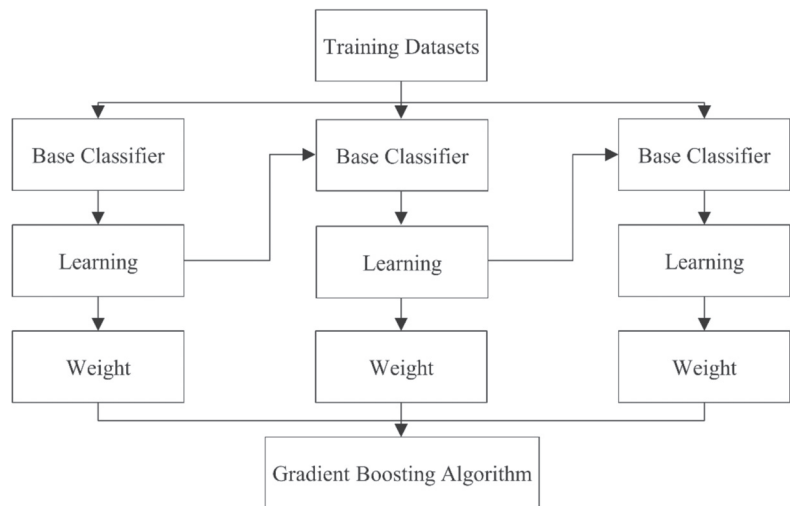 Training Datasets
Base Classifier
Base Classifier
Base Classifier
Learning
Learning
Learning
Weight
Weight
Weight
Gradient Boosting Algorithm